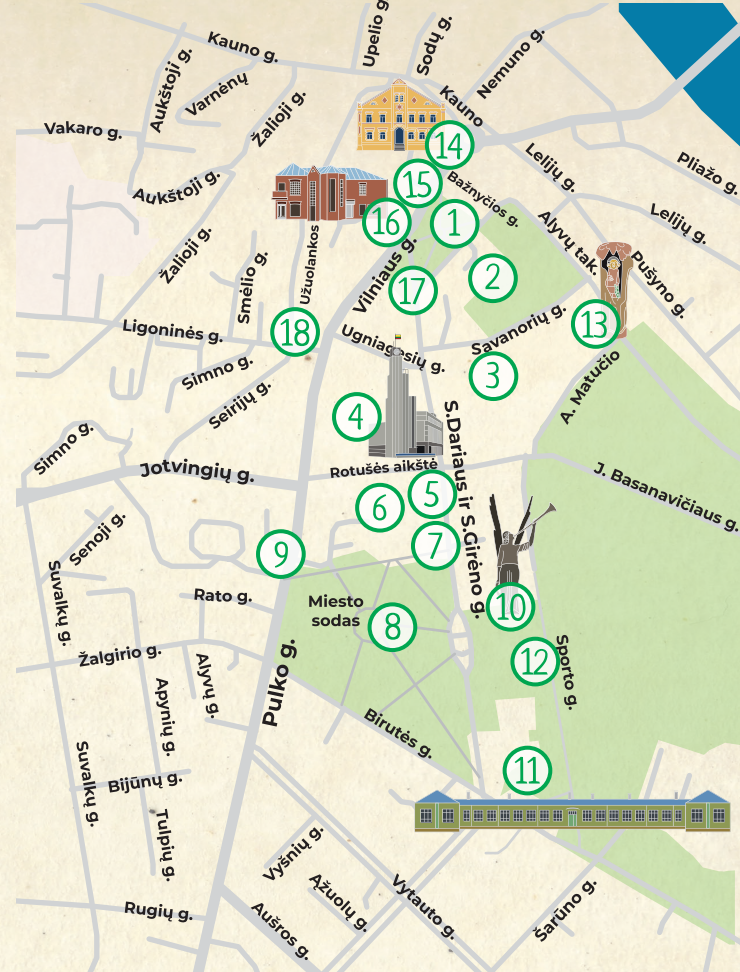 Upelio g.
Sodų g.
Kauno g.
Nemuno g.
Aukštoji g.
Varnėnų
Žalioji g.
Kauno
Vakaro g.
14
Lelijų g.
Pliažo g.
Aukštoji g.
15
Bažnyčios g.
16
1
Lelijų g.
Alyvų tak.
Žalioji g.
Smėlio g.
Užuolankos
Vilniaus g.
17
2
Pušyno g.
Ligoninės g.
18
Ugniagesių g.
Savanorių g.
13
Simno g.
3
Seirijų g.
A. Matučio
4
S.Dariaus ir S.Girėno g.
Simno g.
Jotvingių g.
Rotušės aikštė
J. Basanavičiaus g.
6
5
Senoji g.
9
7
Suvalkų g.
Rato g.
Miesto
sodas
8
10
Žalgirio g.
12
Sporto g.
Alyvų g.
Pulko g.
Apynių g.
Birutės g.
Suvalkų g.
Bijūnų g.
11
Tulpių g.
Vyšnių g.
Ąžuolų g.
Vytauto g.
Šarūno g.
Rugių g.
Aušros g.